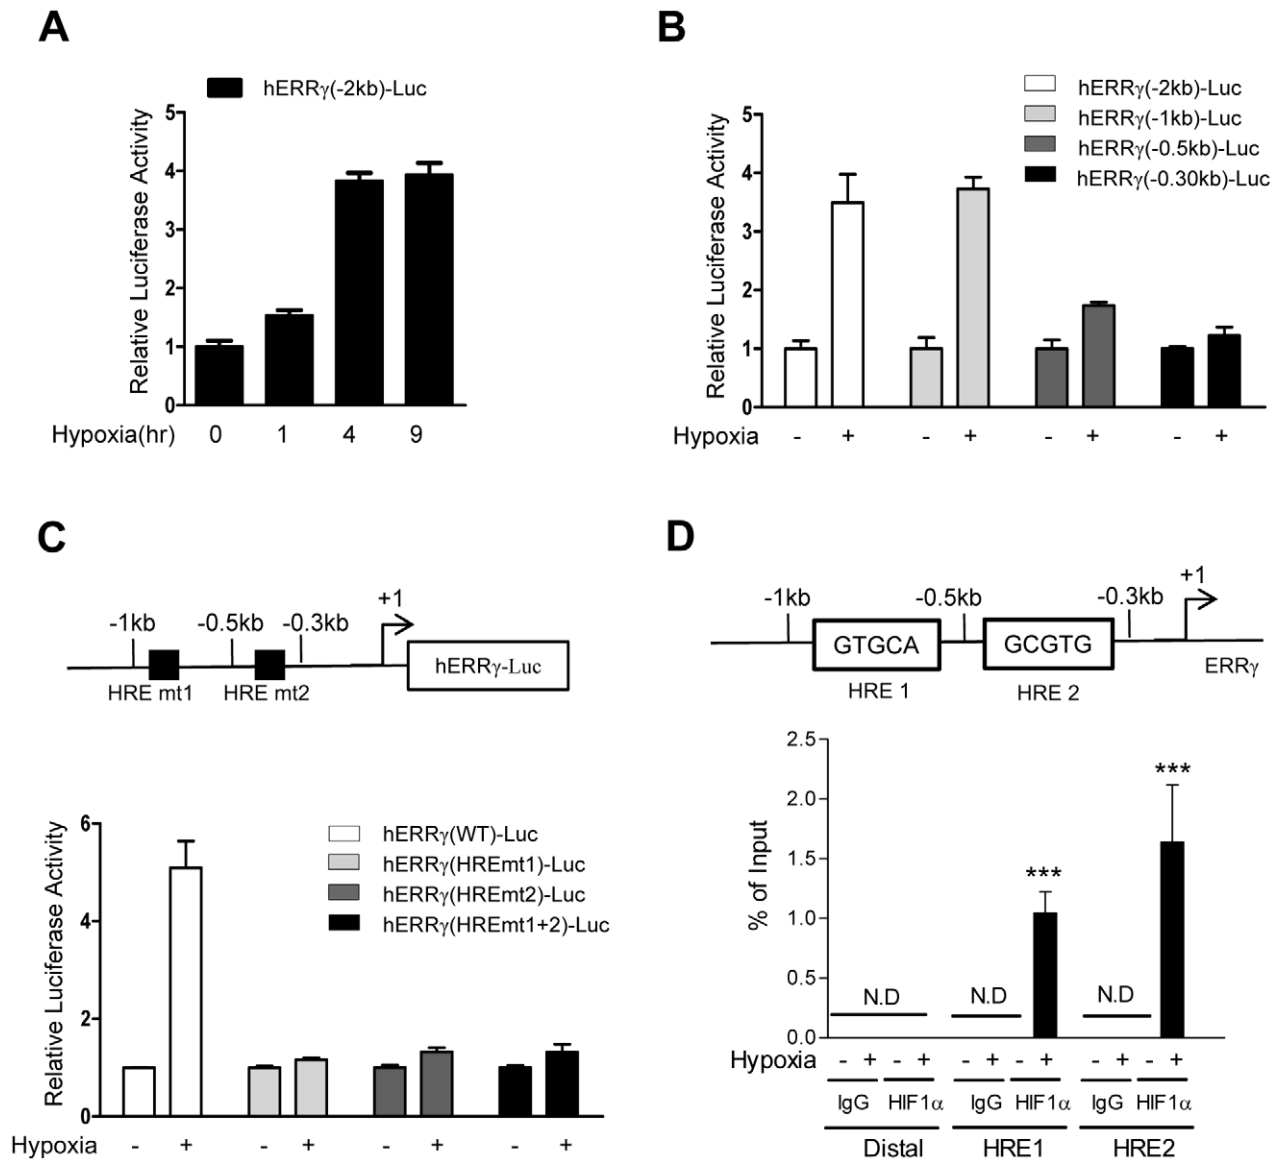 A
hERRγ(-2kb)-Luc
Relative Luciferase Activity
5
4
3
2
1
0
Hypoxia(hr) 0 1 4 9
B
hERRγ(-2kb)-Luc
hERRγ(-1kb)-Luc
hERRγ(-0.5kb)-Luc
hERRγ(-0.30kb)-Luc
Relative Luciferase Activity
5
4
3
2
1
0
Hypoxia - + - + - + - +
C
+1
-1kb -0.5kb -0.3kb
hERRγ-Luc
HRE mt1 HRE mt2
hERRγ(WT)-Luc
hERRγ(HREmt1)-Luc
hERRγ(HREmt2)-Luc
hERRγ(HREmt1+2)-Luc
Relative Luciferase Activity
6
4
2
0
Hypoxia - + - + - + - +
D
+1
-1kb -0.5kb -0.3kb
GTGCA GCGTG
HRE 1 HRE 2 ERRγ
% of Input
2.5
2.0
1.5
1.0
0.5
0.0
*** ***
N.D N.D N.D
Hypoxia - + - + - + - + - + - +
IgG HIF1α IgG HIF1α IgG HIF1α
Distal HRE1 HRE2